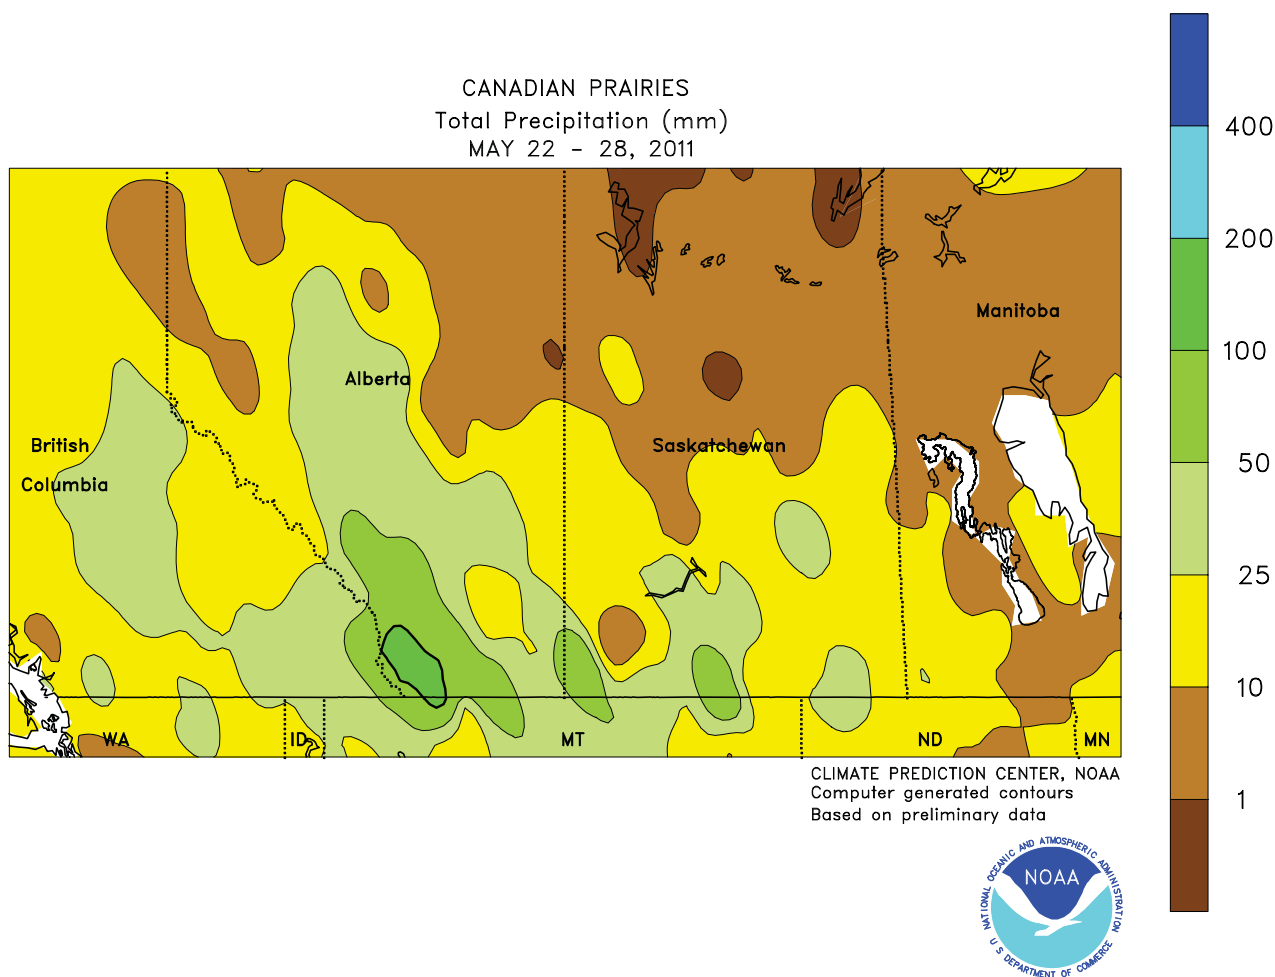 CANADIAN PRAIRIES
Total Precipitation (mm)
MAY 22 - 28, 2011
400
200
100
50
25
10
1
Manitoba
Alberta
British
Columbia
Saskatchewan
WA
ID
MT
ND
MN
CLIMATE PREDICTION CENTER, NOAA
Computer generated contours
Based on preliminary data
NATIONAL OCEANIC AND ATMOSPHERIC ADMINISTRATION
NOAA
U S DEPARTMENT OF COMMERCE